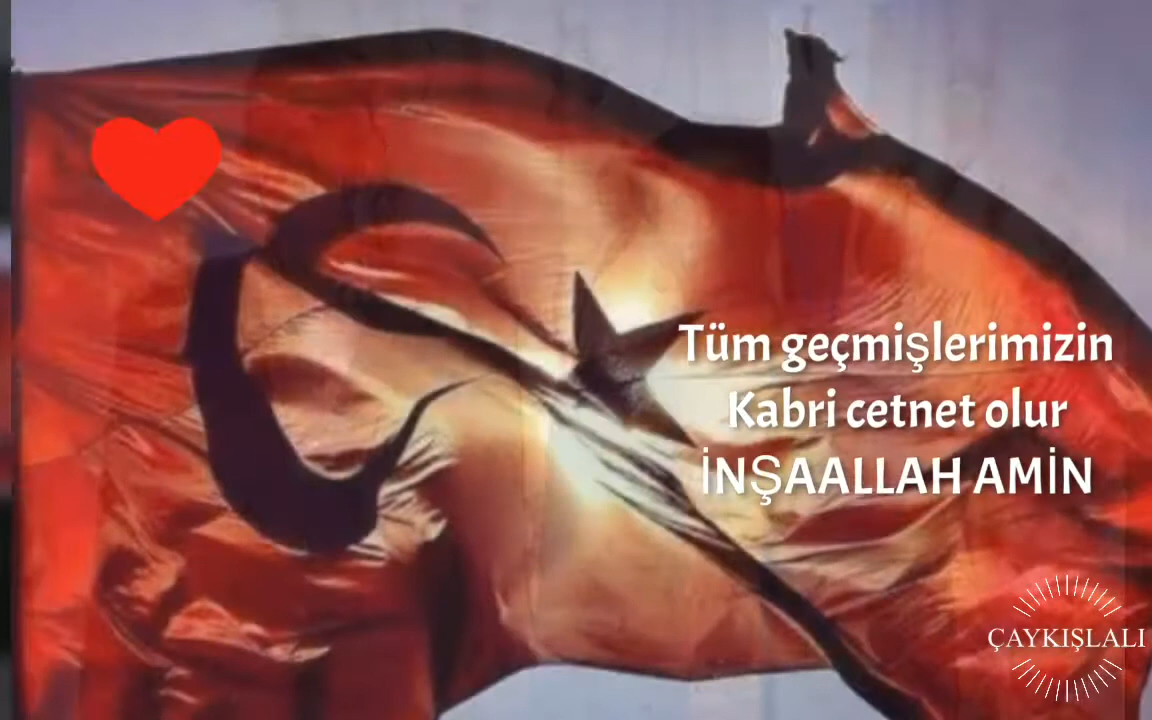 Tüm geçmişlerimizin
Kabri cetnet olur
İNŞAALLAH AMİN
ÇAYKIŞLALI